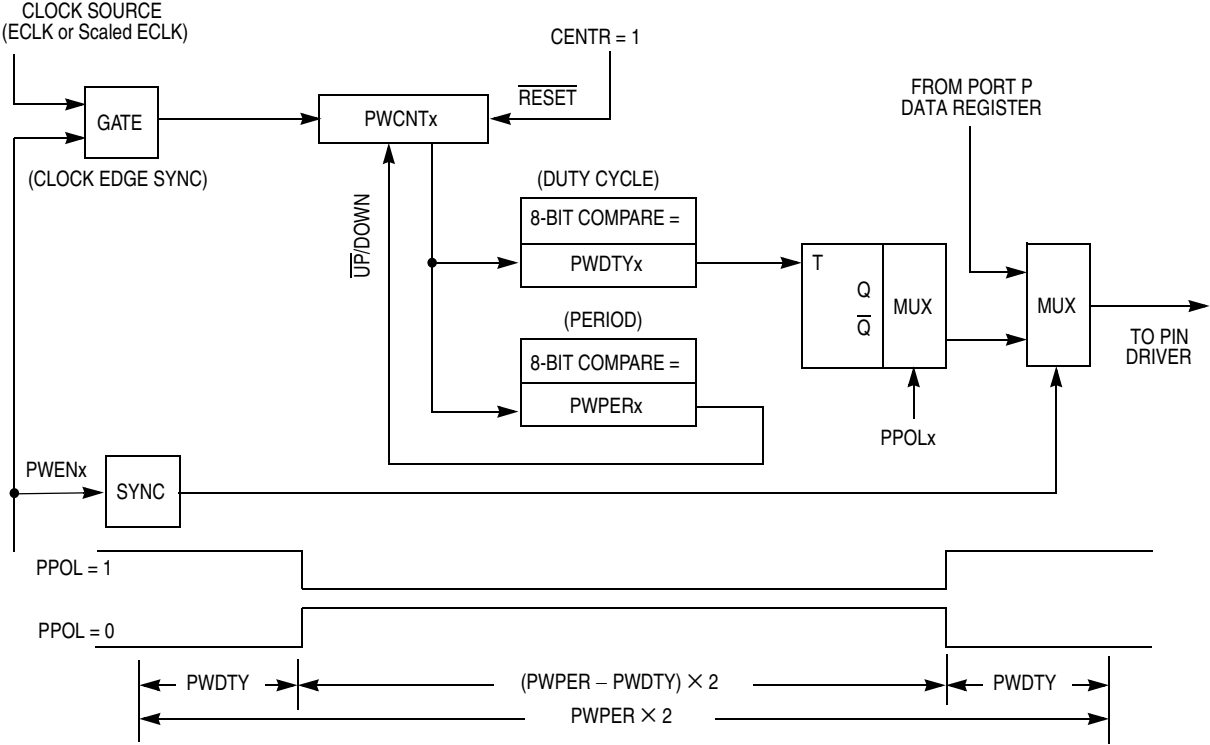 CLOCK SOURCE
(ECLK or Scaled ECLK)
CENTR = 1
FROM PORT P
DATA REGISTER
RESET
GATE
PWCNTx
(CLOCK EDGE SYNC)
UP/DOWN
(DUTY CYCLE)
8-BIT COMPARE =
PWDTYx
T
Q
Q
MUX
MUX
(PERIOD)
8-BIT COMPARE =
PWPERx
TO PIN
DRIVER
PPOLx
PWENx
SYNC
PPOL = 1
PPOL = 0
PWDTY
(PWPER – PWDTY) × 2
PWDTY
PWPER × 2